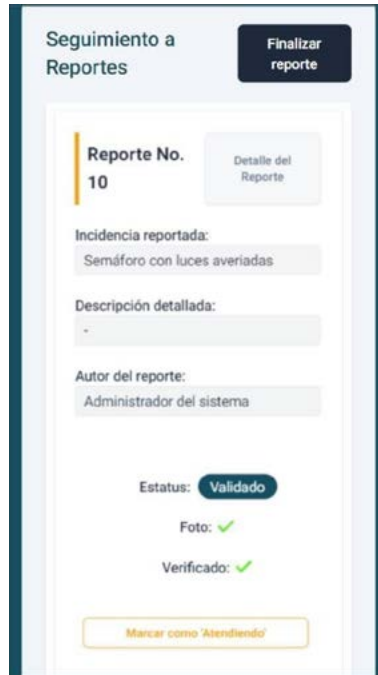 Seguimiento a
Reportes
Finalizar
reporte
Reporte No.
10
Detalle del
Reporte
Incidencia reportada:
Semáforo con luces averiadas
Descripción detallada:
-
Autor del reporte:
Administrador del sistema
Estatus: Validado
Foto: ✓
Verificado: ✓
Marcar como 'Atendiendo'